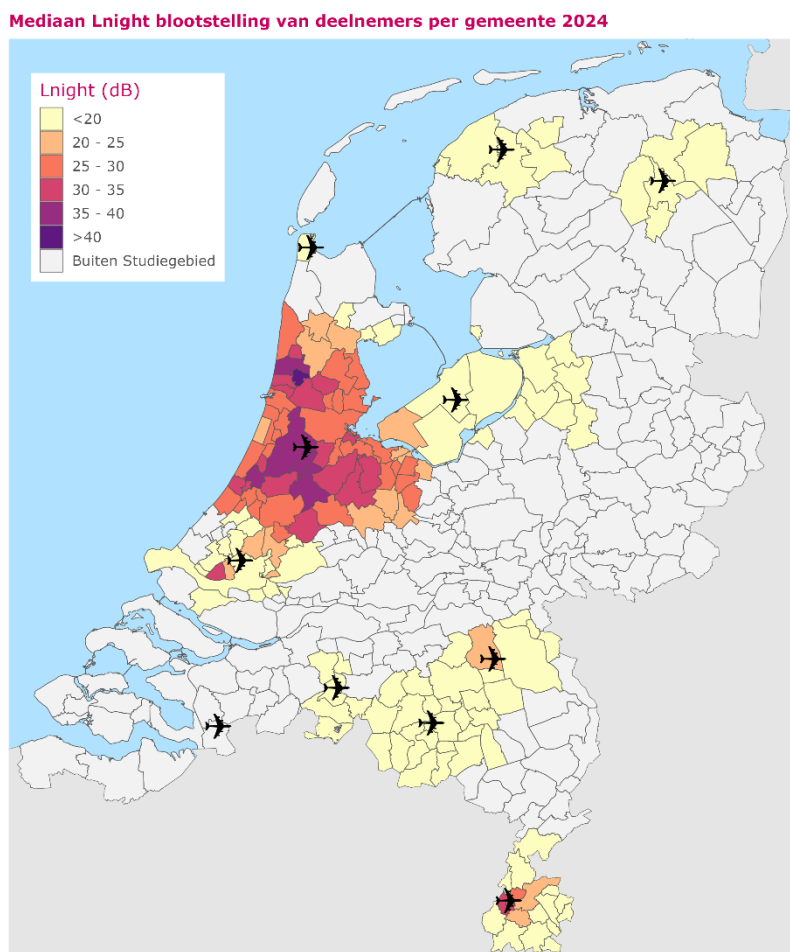 Mediaan Lnight blootstelling van deelnemers per gemeente 2024
Lnight (dB)
<20
20 - 25
25 - 30
30 - 35
35 - 40
>40
Buiten Studiegebied